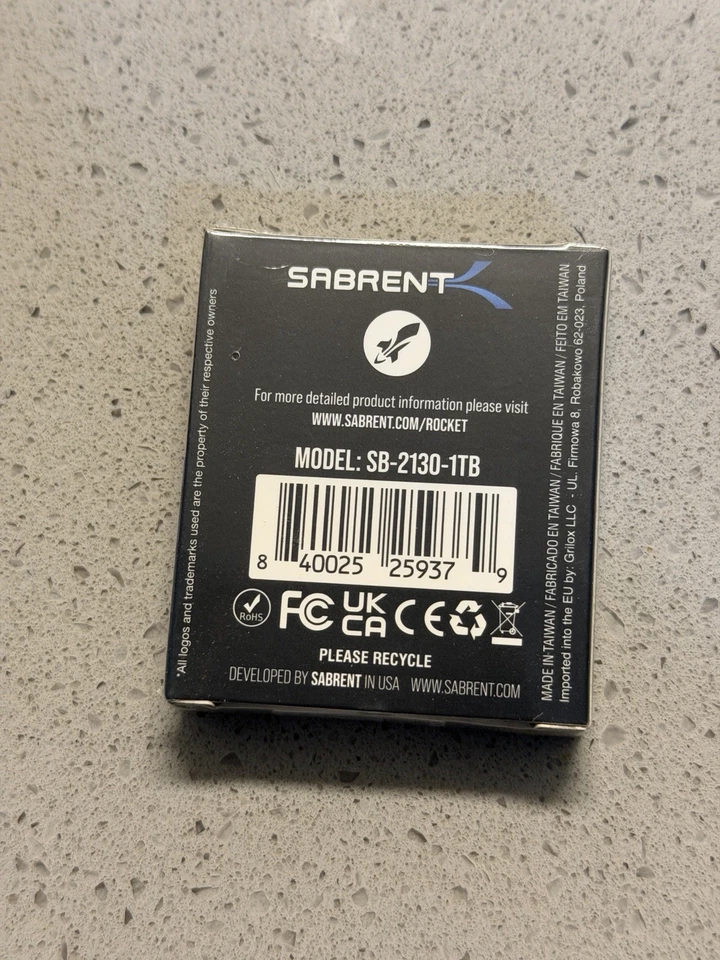 SABRENT
For more detailed product information please visit
WWW.SABRENT.COM/ROCKET
MODEL: SB-2130-1TB
8 40025 25937 9
RoHS
FC
UK
CA
CE
PLEASE RECYCLE
DEVELOPED BY SABRENT IN USA WWW.SABRENT.COM
*All logos and trademarks used are the property of their respective owners
MADE IN TAIWAN / FABRICADO EN TAIWAN / FABRIQUE EN TAIWAN / FEITO EM TAIWAN
Imported into the EU by: Grilox LLC - UL. Firmowa 8, Robakowo 62-023, Poland